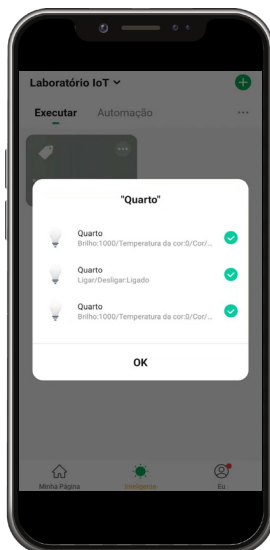 Laboratório IoT
Executar Automação
"Quarto"
Quarto
Brilho:1000/Temperatura da cor:0/Cor/...
Quarto
Ligar/Desligar:Ligado
Quarto
Brilho:1000/Temperatura da cor:0/Cor/...
OK
Minha Página Inteligente Eu